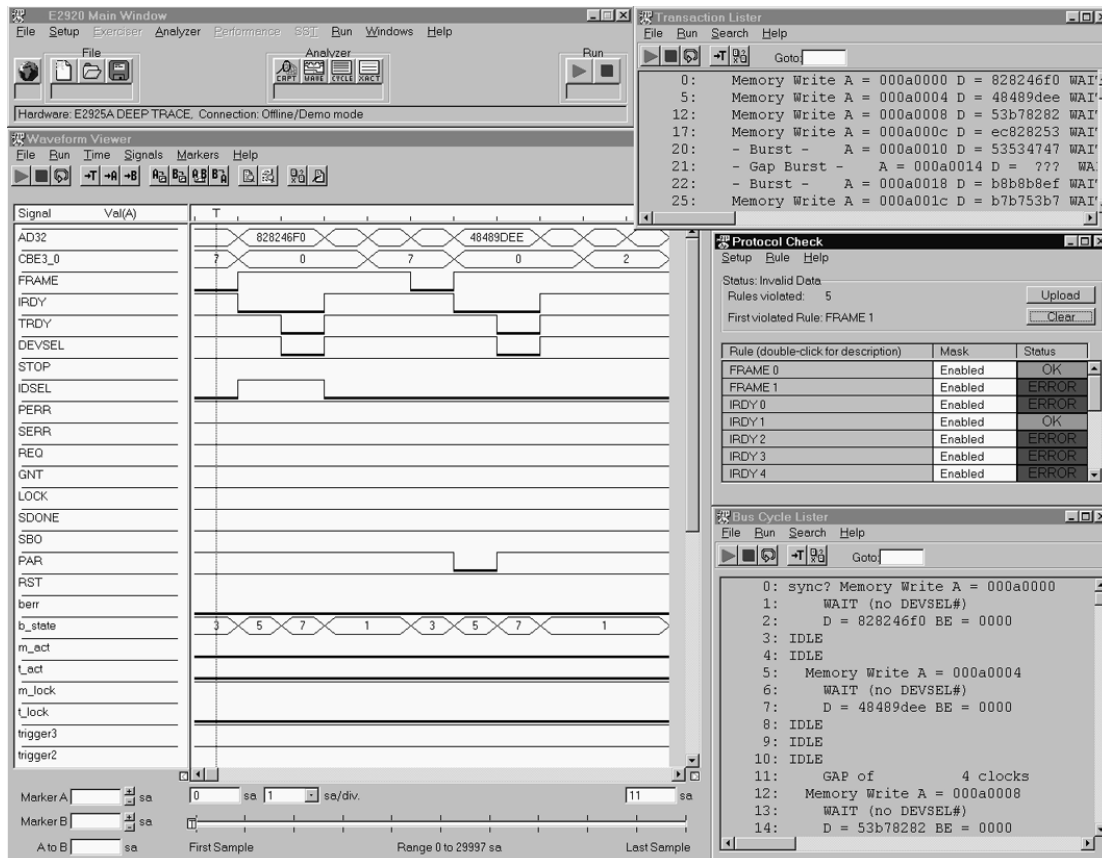 E2920 Main Window
File Setup Exerciser Analyzer Performance SST Run Windows Help
File
Analyzer
Run
CAPT WAVE CYCLE XACT
Hardware: E2925A DEEP TRACE, Connection: Offline/Demo mode
Transaction Lister
File Run Search Help
→T Goto:
0: Memory Write A = 000a0000 D = 828246f0 WAIT
5: Memory Write A = 000a0004 D = 48489dee WAIT
12: Memory Write A = 000a0008 D = 53b78282 WAIT
17: Memory Write A = 000a000c D = ec828253 WAIT
20: - Burst - A = 000a0010 D = 53534747 WAIT
21: - Gap Burst - A = 000a0014 D = ??? WA
22: - Burst - A = 000a0018 D = b8b8b8ef WAIT
25: Memory Write A = 000a001c D = b7b753b7 WAIT
Waveform Viewer
File Run Time Signals Markers Help
→T →A →B
Signal Val(A) T
AD32 828246F0 48489DEE
CBE3_0 7 0 7 0 2
FRAME
IRDY
TRDY
DEVSEL
STOP
IDSEL
PERR
SERR
REQ
GNT
LOCK
SDONE
SBO
PAR
RST
berr
b_state 3 5 7 1 3 5 7 1
m_act
t_act
m_lock
t_lock
trigger3
trigger2
Marker A sa 0 sa 1 sa/div. 11 sa
Marker B sa
A to B sa First Sample Range 0 to 29997 sa Last Sample
Protocol Check
Setup Rule Help
Status: Invalid Data
Rules violated: 5 Upload
First violated Rule: FRAME 1 Clear
Rule (double-click for description) Mask Status
FRAME 0 Enabled OK
FRAME 1 Enabled ERROR
IRDY 0 Enabled ERROR
IRDY 1 Enabled OK
IRDY 2 Enabled ERROR
IRDY 3 Enabled ERROR
IRDY 4 Enabled ERROR
Bus Cycle Lister
File Run Search Help
→T Goto:
0: sync? Memory Write A = 000a0000
1: WAIT (no DEVSEL#)
2: D = 828246f0 BE = 0000
3: IDLE
4: IDLE
5: Memory Write A = 000a0004
6: WAIT (no DEVSEL#)
7: D = 48489dee BE = 0000
8: IDLE
9: IDLE
10: IDLE
11: GAP of 4 clocks
12: Memory Write A = 000a0008
13: WAIT (no DEVSEL#)
14: D = 53b78282 BE = 0000